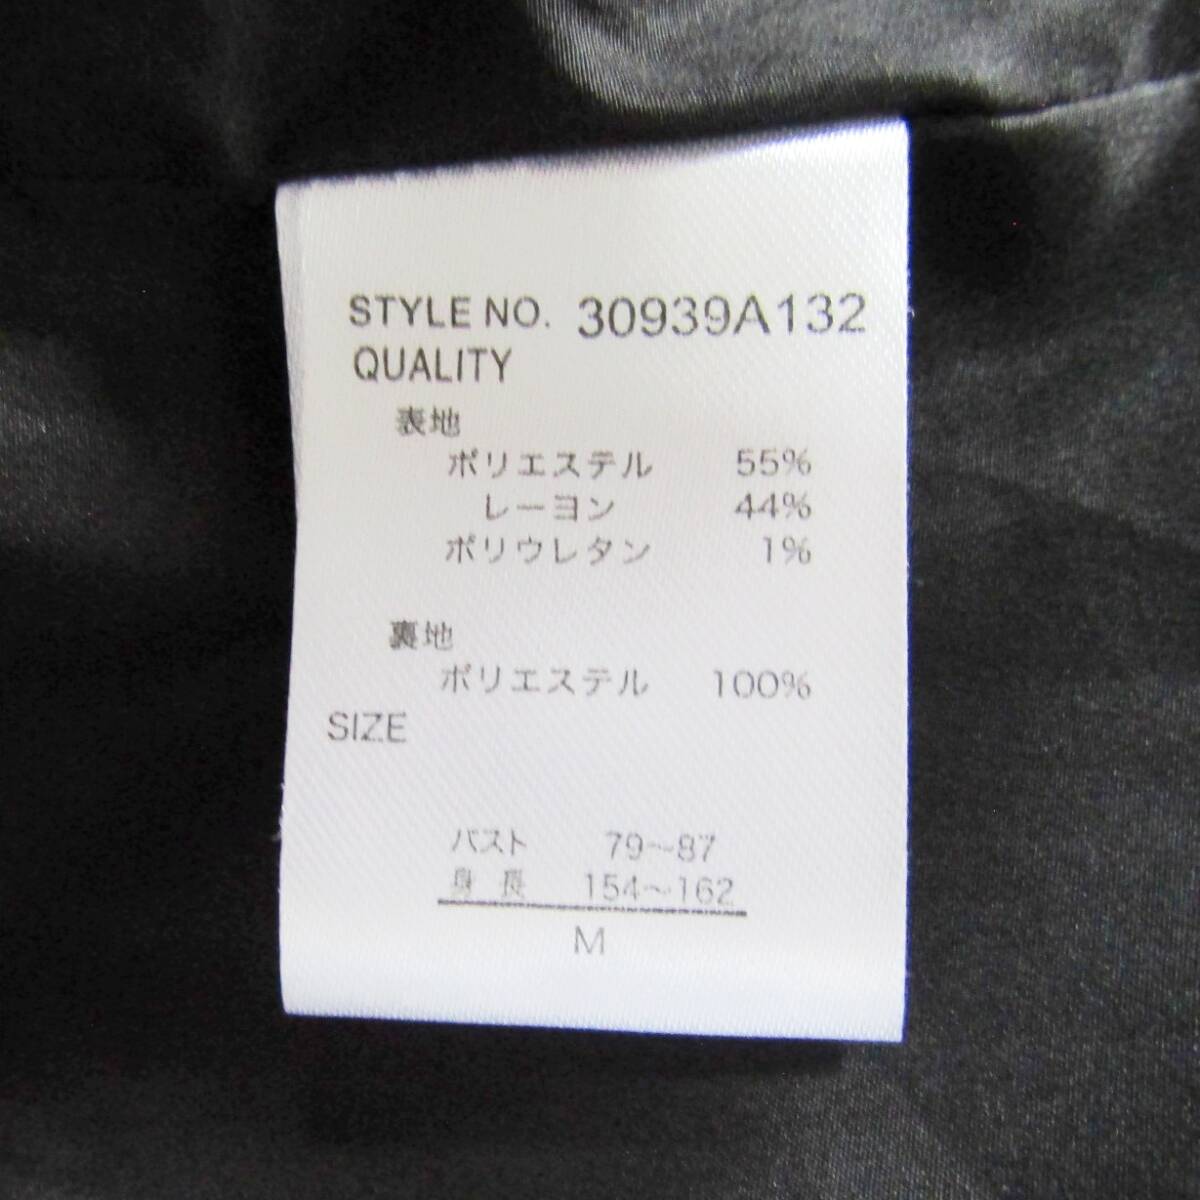 STYLE NO. 30939A132
QUALITY
表地
ポリエステル 55%
レーヨン 44%
ポリウレタン 1%
裏地
ポリエステル 100%
SIZE
バスト 79〜87
身長 154〜162
M